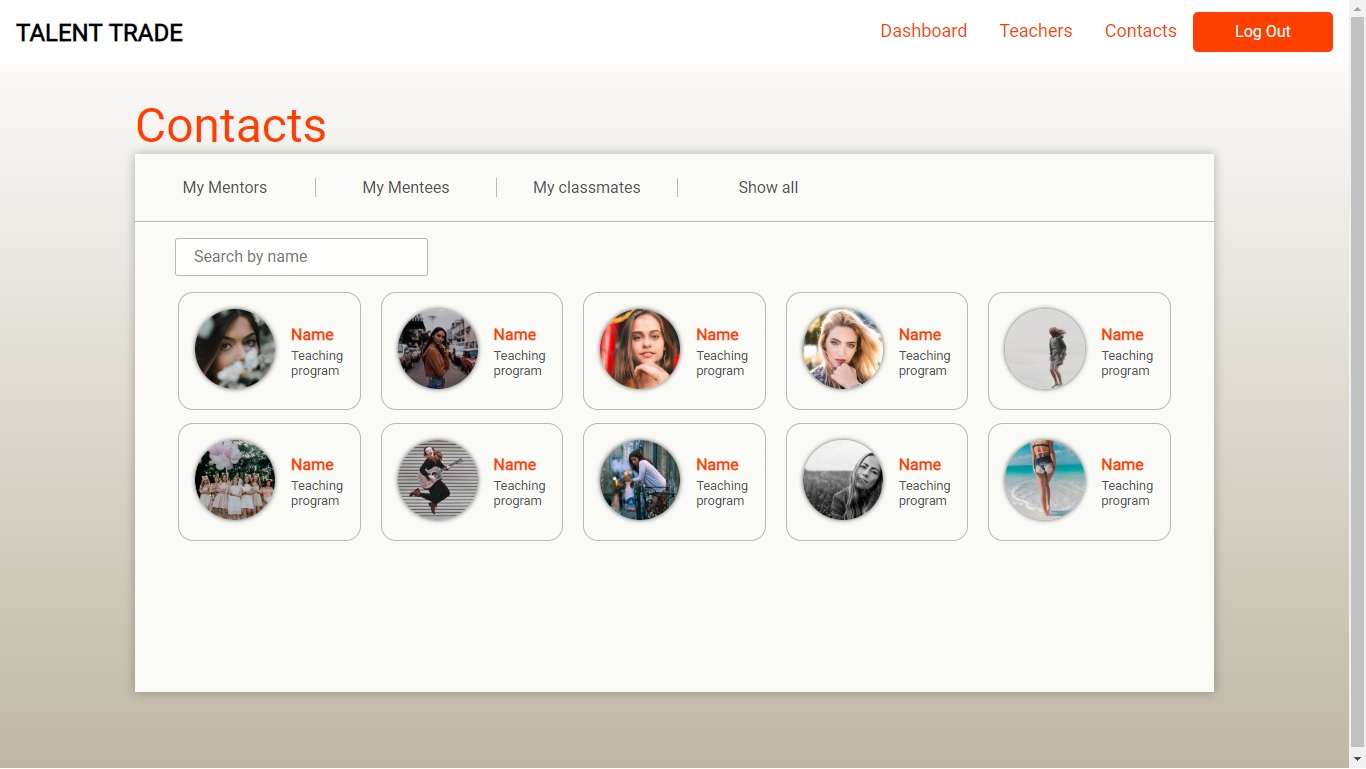 TALENT TRADE
Dashboard Teachers Contacts Log Out
Contacts
My Mentors My Mentees My classmates Show all
Search by name
Name Name Name Name Name
Teaching Teaching Teaching Teaching Teaching
program program program program program
Name Name Name Name Name
Teaching Teaching Teaching Teaching Teaching
program program program program program